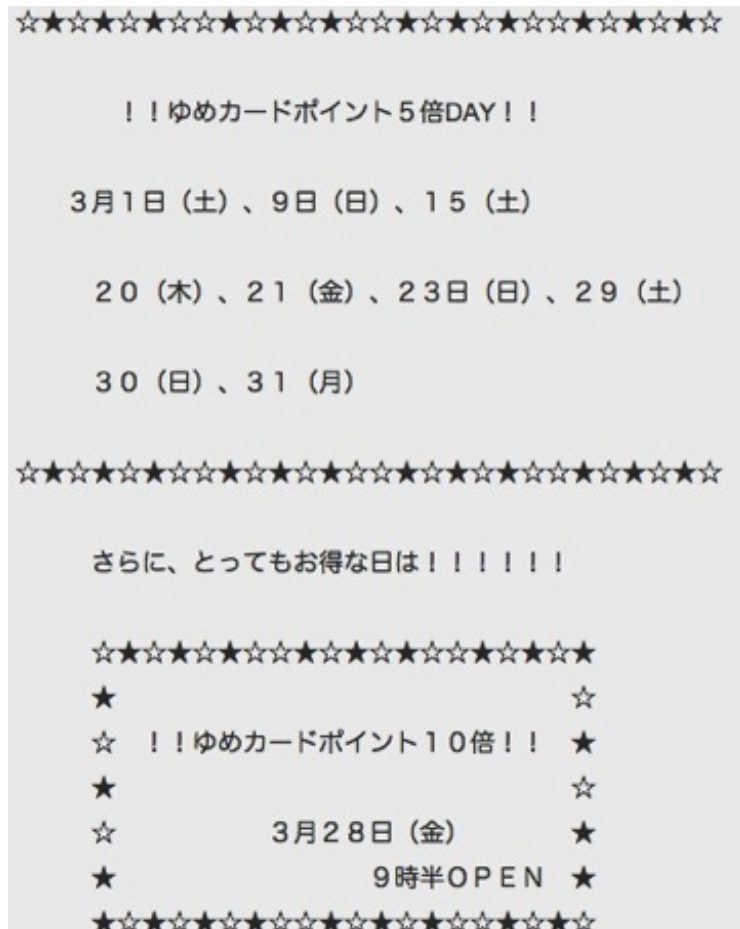 ☆★☆★☆★☆☆★☆★☆★☆☆★☆★☆★☆☆★☆★☆★☆
！！ゆめカードポイント５倍DAY！！
３月１日（土）、９日（日）、１５（土）
２０（木）、２１（金）、２３日（日）、２９（土）
３０（日）、３１（月）
☆★☆★☆★☆☆★☆★☆★☆☆★☆★☆★☆☆★☆★☆★☆
さらに、とってもお得な日は！！！！！！
☆★☆★☆★☆☆★☆★☆★☆☆★☆★☆★
★　　　　　　　　　　　　　　　　　　☆
☆　！！ゆめカードポイント１０倍！！　★
★　　　　　　　　　　　　　　　　　　☆
☆　　　　　　３月２８日（金）　　　　★
★　　　　　　　　　　９時半ＯＰＥＮ　★
★☆★☆★☆★☆☆★☆★☆★☆☆★☆★☆